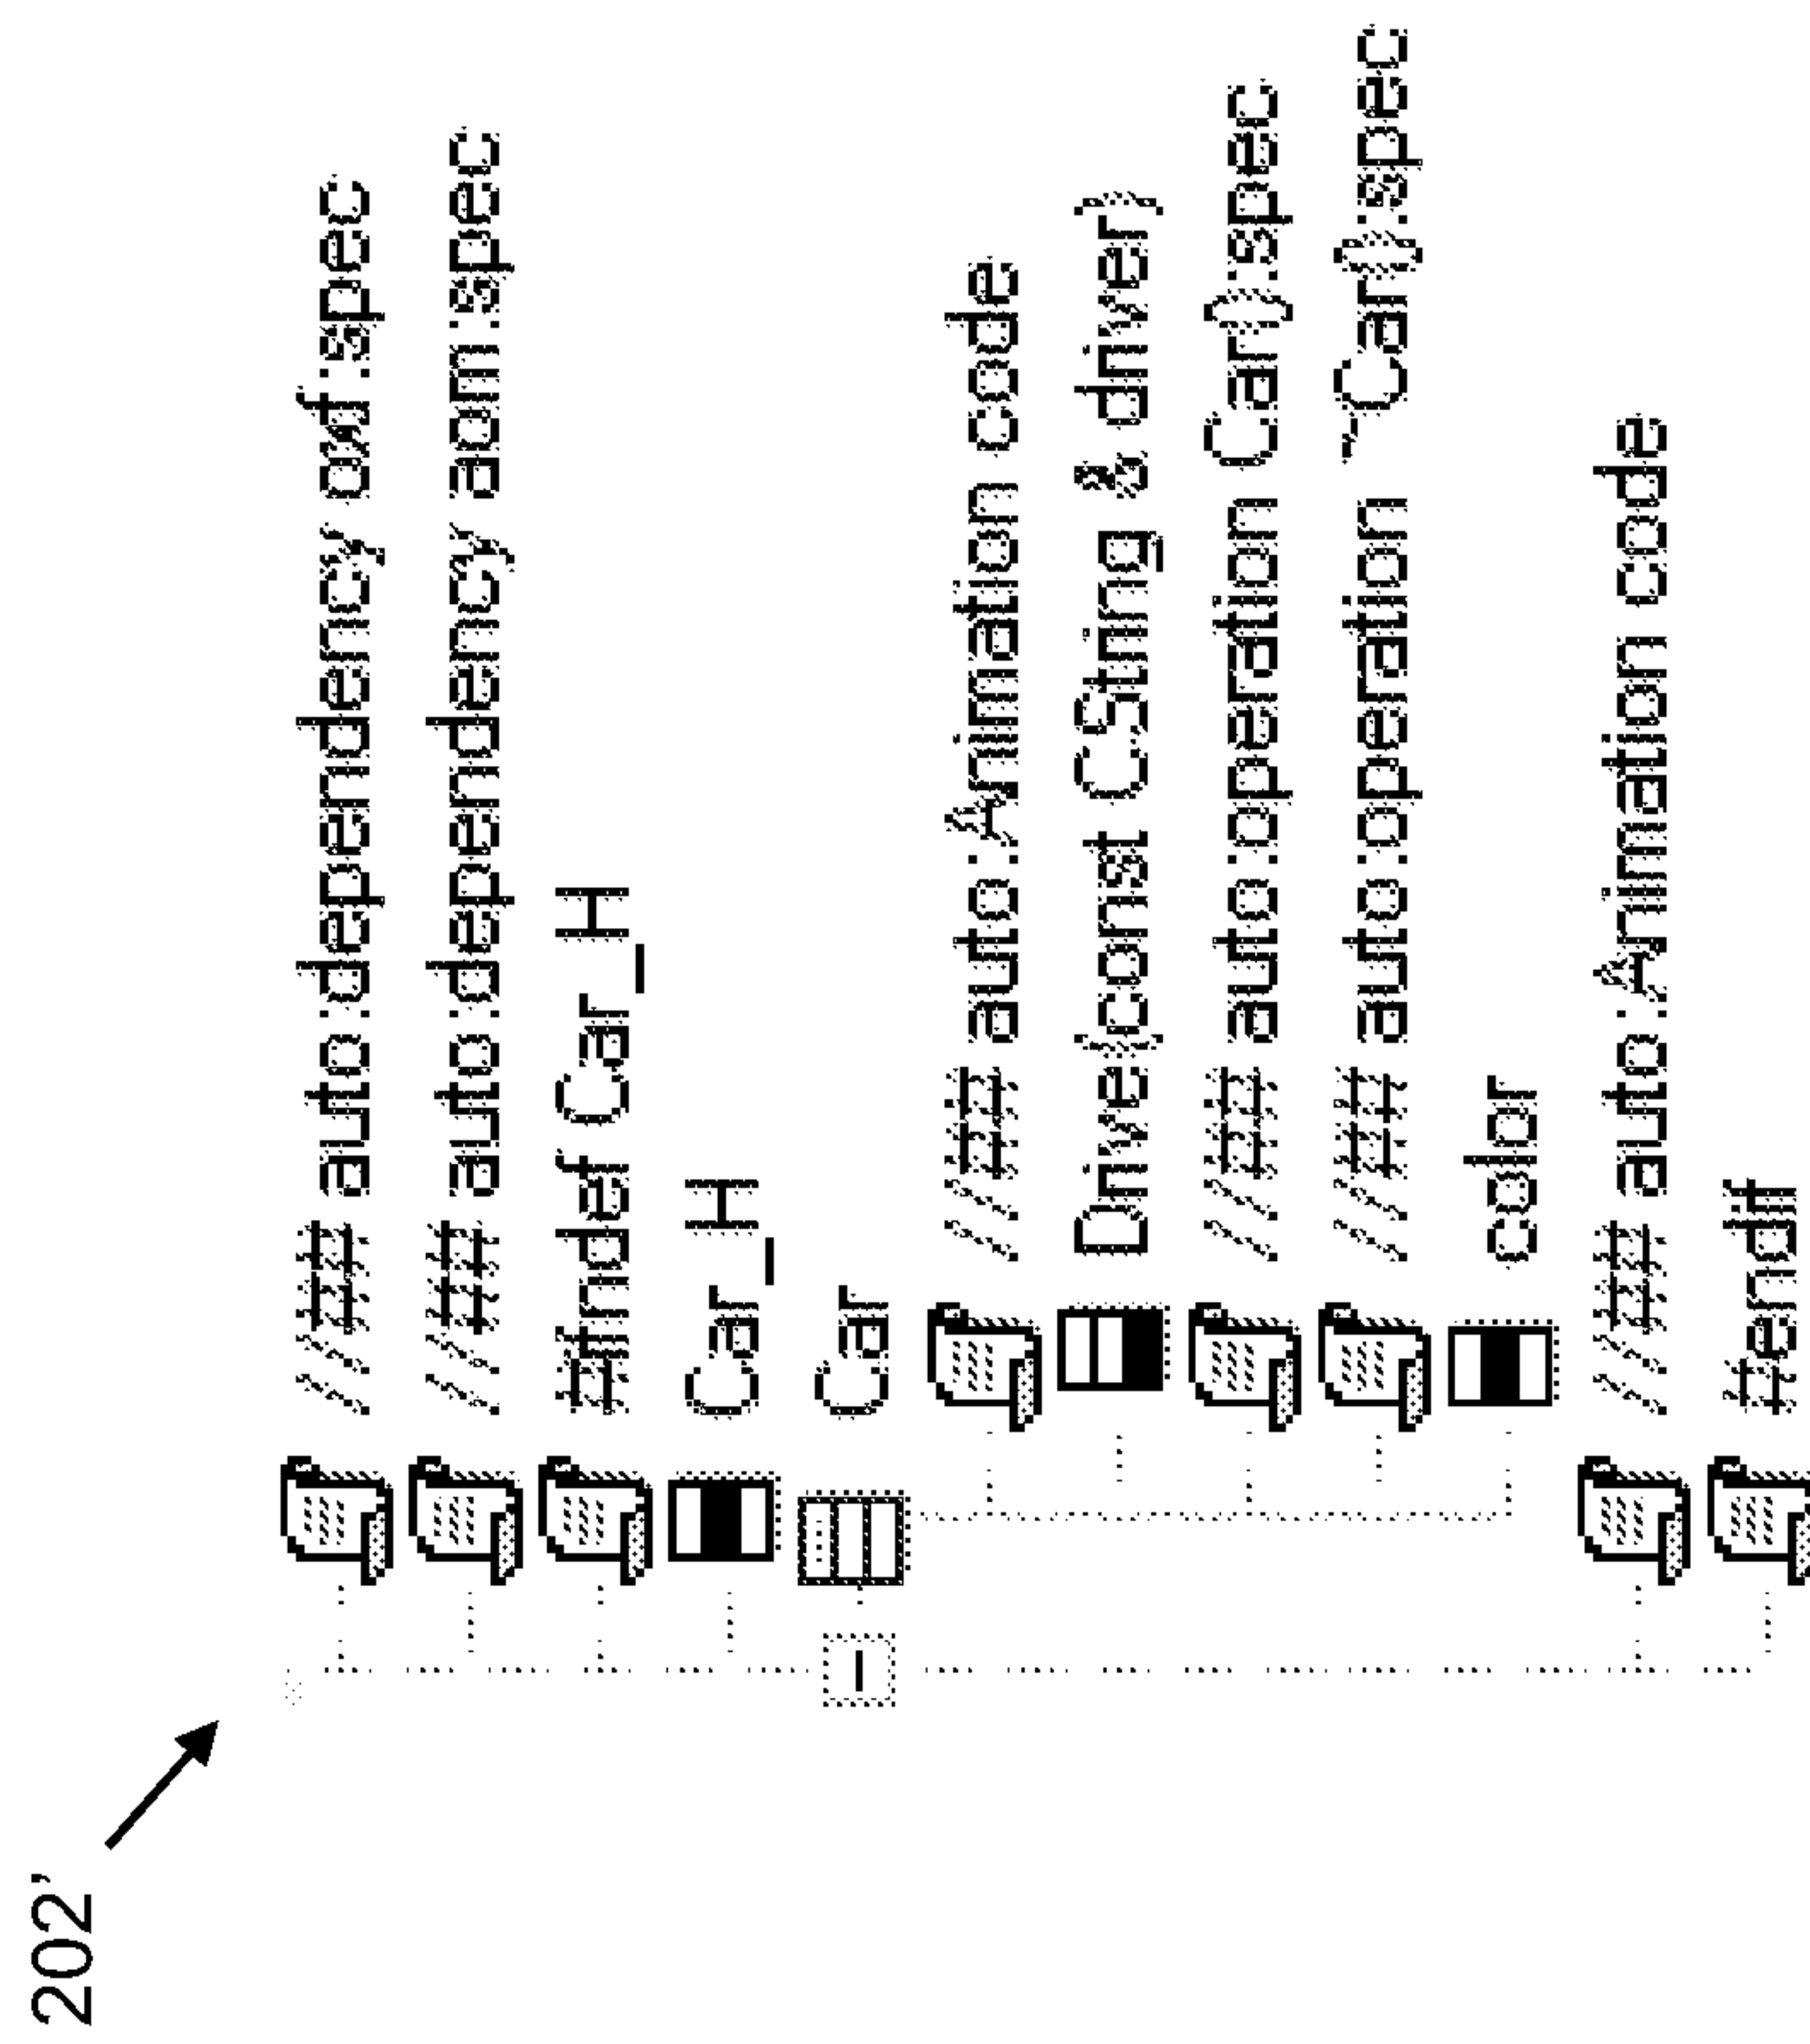 202'
//## auto:dependency oxf:spec
//## auto:dependency aom:spec
#ifndef Car_H
Car_H
Car
//## auto:Animation code
Drive(const CString & driver)
//## auto:operation Car():spec
//## auto:operation ~Car():spec
color
//## auto:Animation code
#endif